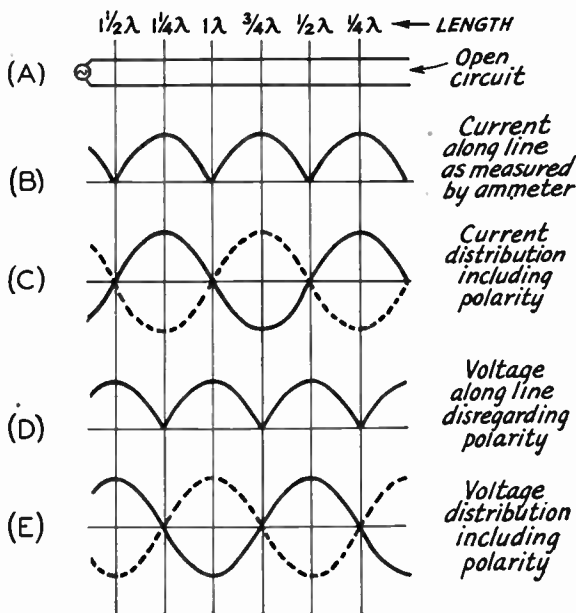 1½λ 1¼λ 1λ ¾λ ½λ ¼λ ← LENGTH
(A)
Open
circuit
(B)
Current
along line
as measured
by ammeter
(C)
Current
distribution
including
polarity
(D)
Voltage
along line
disregarding
polarity
(E)
Voltage
distribution
including
polarity